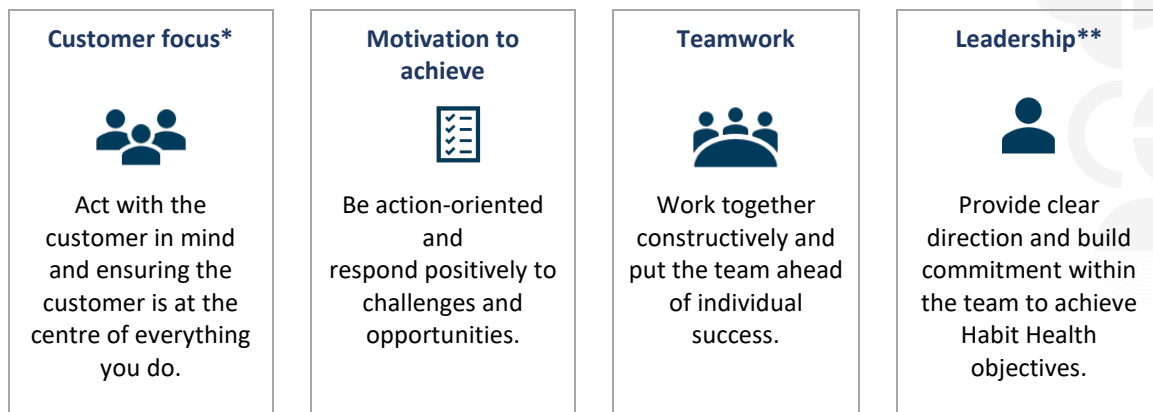 Customer focus*
Act with the
customer in mind
and ensuring the
customer is at the
centre of everything
you do.
Motivation to
achieve
Be action-oriented
and
respond positively to
challenges and
opportunities.
Teamwork
Work together
constructively and
put the team ahead
of individual
success.
Leadership**
Provide clear
direction and build
commitment within
the team to achieve
Habit Health
objectives.